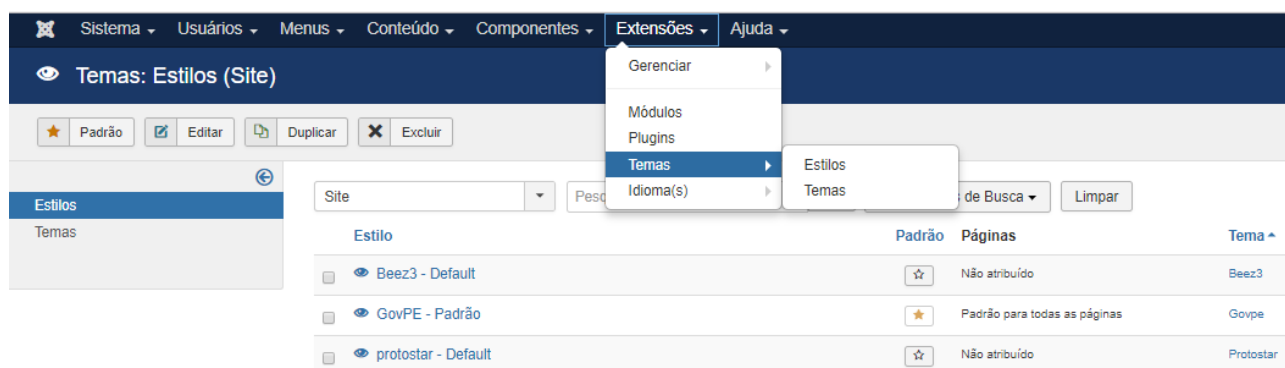 Sistema Usuários Menus Conteúdo Componentes Extensões Ajuda
Temas: Estilos (Site)
Gerenciar
Módulos
Plugins
Temas
Idioma(s)
Estilos
Temas
Padrão Editar Duplicar Excluir
Estilos
Temas
Site
de Busca Limpar
Estilo Padrão Páginas Tema
Beez3 - Default Não atribuído Beez3
GovPE - Padrão Padrão para todas as páginas Govpe
protostar - Default Não atribuído Protostar